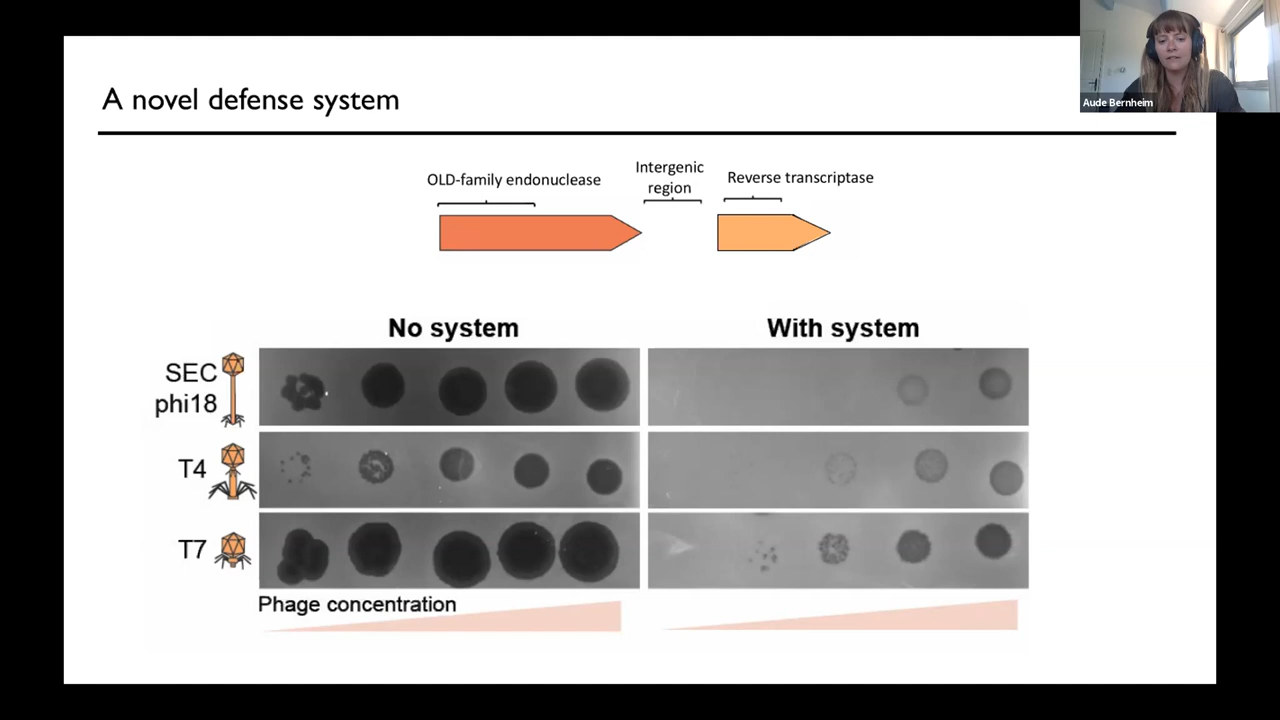 Aude Bernheim
A novel defense system
OLD-family endonuclease
Intergenic
region
Reverse transcriptase
No system
With system
SEC
phi18
T4
T7
Phage concentration